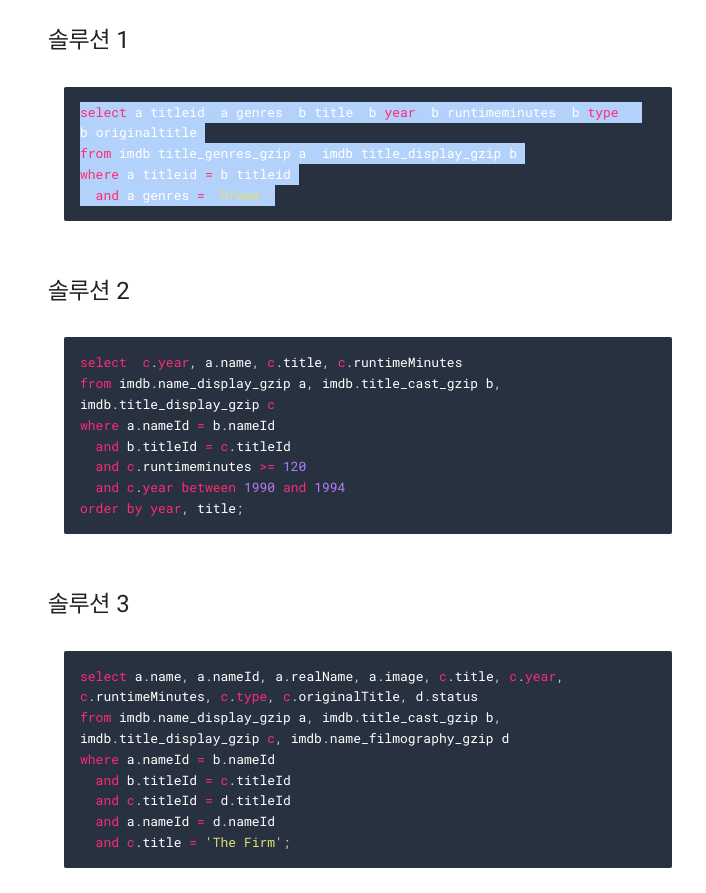 솔루션 1
select a titleid  a genres  b title  b year  b runtimeminutes  b type
b originaltitle
from imdb title_genres_gzip a  imdb title_display_gzip b
where a titleid = b titleid
  and a genres =
솔루션 2
select  c.year, a.name, c.title, c.runtimeMinutes
from imdb.name_display_gzip a, imdb.title_cast_gzip b,
imdb.title_display_gzip c
where a.nameId = b.nameId
  and b.titleId = c.titleId
  and c.runtimeminutes >= 120
  and c.year between 1990 and 1994
order by year, title;
솔루션 3
select a.name, a.nameId, a.realName, a.image, c.title, c.year,
c.runtimeMinutes, c.type, c.originalTitle, d.status
from imdb.name_display_gzip a, imdb.title_cast_gzip b,
imdb.title_display_gzip c, imdb.name_filmography_gzip d
where a.nameId = b.nameId
  and b.titleId = c.titleId
  and c.titleId = d.titleId
  and a.nameId = d.nameId
  and c.title = 'The Firm';